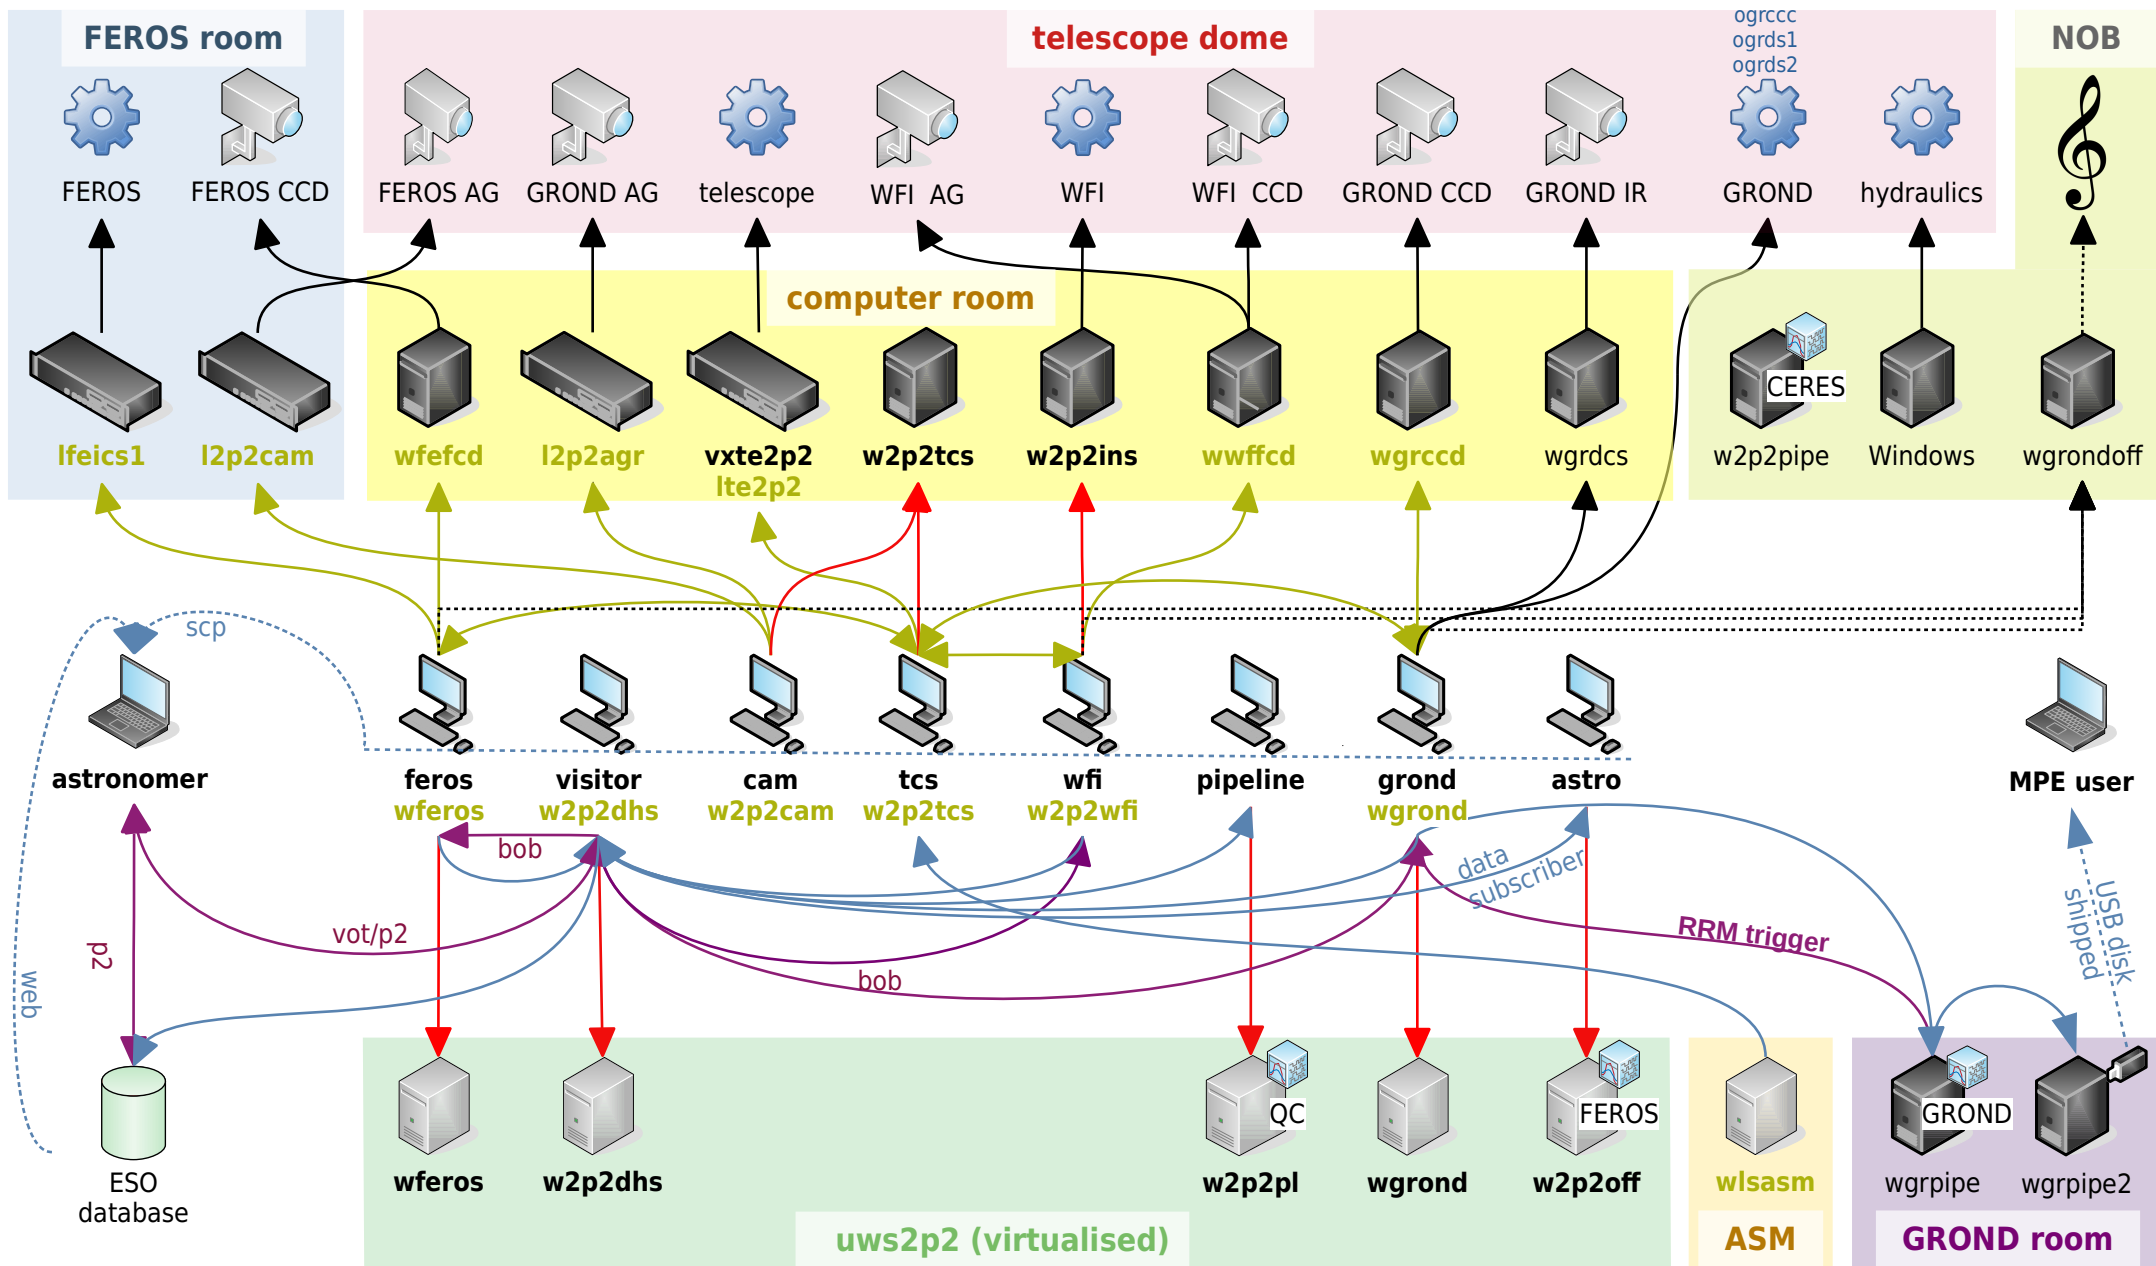 ogrccc
FEROS room
telescope dome
ogrds1
NOB
ogrds2
FEROS
FEROS CCD
FEROS AG
GROND AG
telescope
WFI AG
WFI
WFI CCD
GROND CCD
GROND IR
GROND
hydraulics
computer room
CERES
lfeics1
l2p2cam
wfefcd
l2p2agr
vxte2p2
lte2p2
w2p2tcs
w2p2ins
wwffcd
wgrccd
wgrdcs
w2p2pipe
Windows
wgrondoff
scp
astronomer
feros
wferos
visitor
w2p2dhs
cam
w2p2cam
tcs
w2p2tcs
wfi
w2p2wfi
pipeline
grond
wgrond
astro
MPE user
bob
data
subscriber
vot/p2
p2
web
bob
RRM trigger
USB disk
shipped
QC
FEROS
GROND
ESO
database
wferos
w2p2dhs
w2p2pl
wgrond
w2p2off
wlsasm
wgrpipe
wgrpipe2
uws2p2 (virtualised)
ASM
GROND room